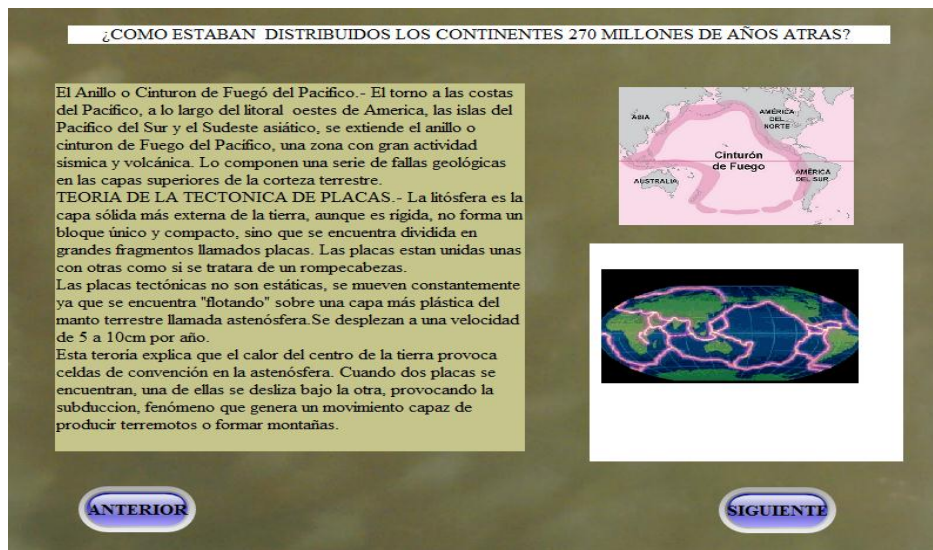 ¿COMO ESTABAN DISTRIBUIDOS LOS CONTINENTES 270 MILLONES DE AÑOS ATRAS?
El Anillo o Cinturon de Fuegó del Pacifico.- El torno a las costas
del Pacifico, a lo largo del litoral oestes de America, las islas del
Pacifico del Sur y el Sudeste asiático, se extiende el anillo o
cinturon de Fuego del Pacífico, una zona con gran actividad
sismica y volcánica. Lo componen una serie de fallas geológicas
en las capas superiores de la corteza terrestre.
TEORIA DE LA TECTONICA DE PLACAS.- La litósfera es la
capa sólida más externa de la tierra, aunque es rigida, no forma un
bloque único y compacto, sino que se encuentra dividida en
grandes fragmentos llamados placas. Las placas estan unidas unas
con otras como si se tratara de un rompecabezas.
Las placas tectónicas no son estáticas, se mueven constantemente
ya que se encuentra "flotando" sobre una capa más plástica del
manto terrestre llamada astenósfera.Se desplezan a una velocidad
de 5 a 10cm por año.
Esta teroria explica que el calor del centro de la tierra provoca
celdas de convención en la astenósfera. Cuando dos placas se
encuentran, una de ellas se desliza bajo la otra, provocando la
subduccion, fenómeno que genera un movimiento capaz de
producir terremotos o formar montañas.
ASIA
AMÉRICA
DEL
NORTE
Cinturón
de Fuego
AUSTRALIA
AMÉRICA
DEL SUR
ANTERIOR
SIGUIENTE